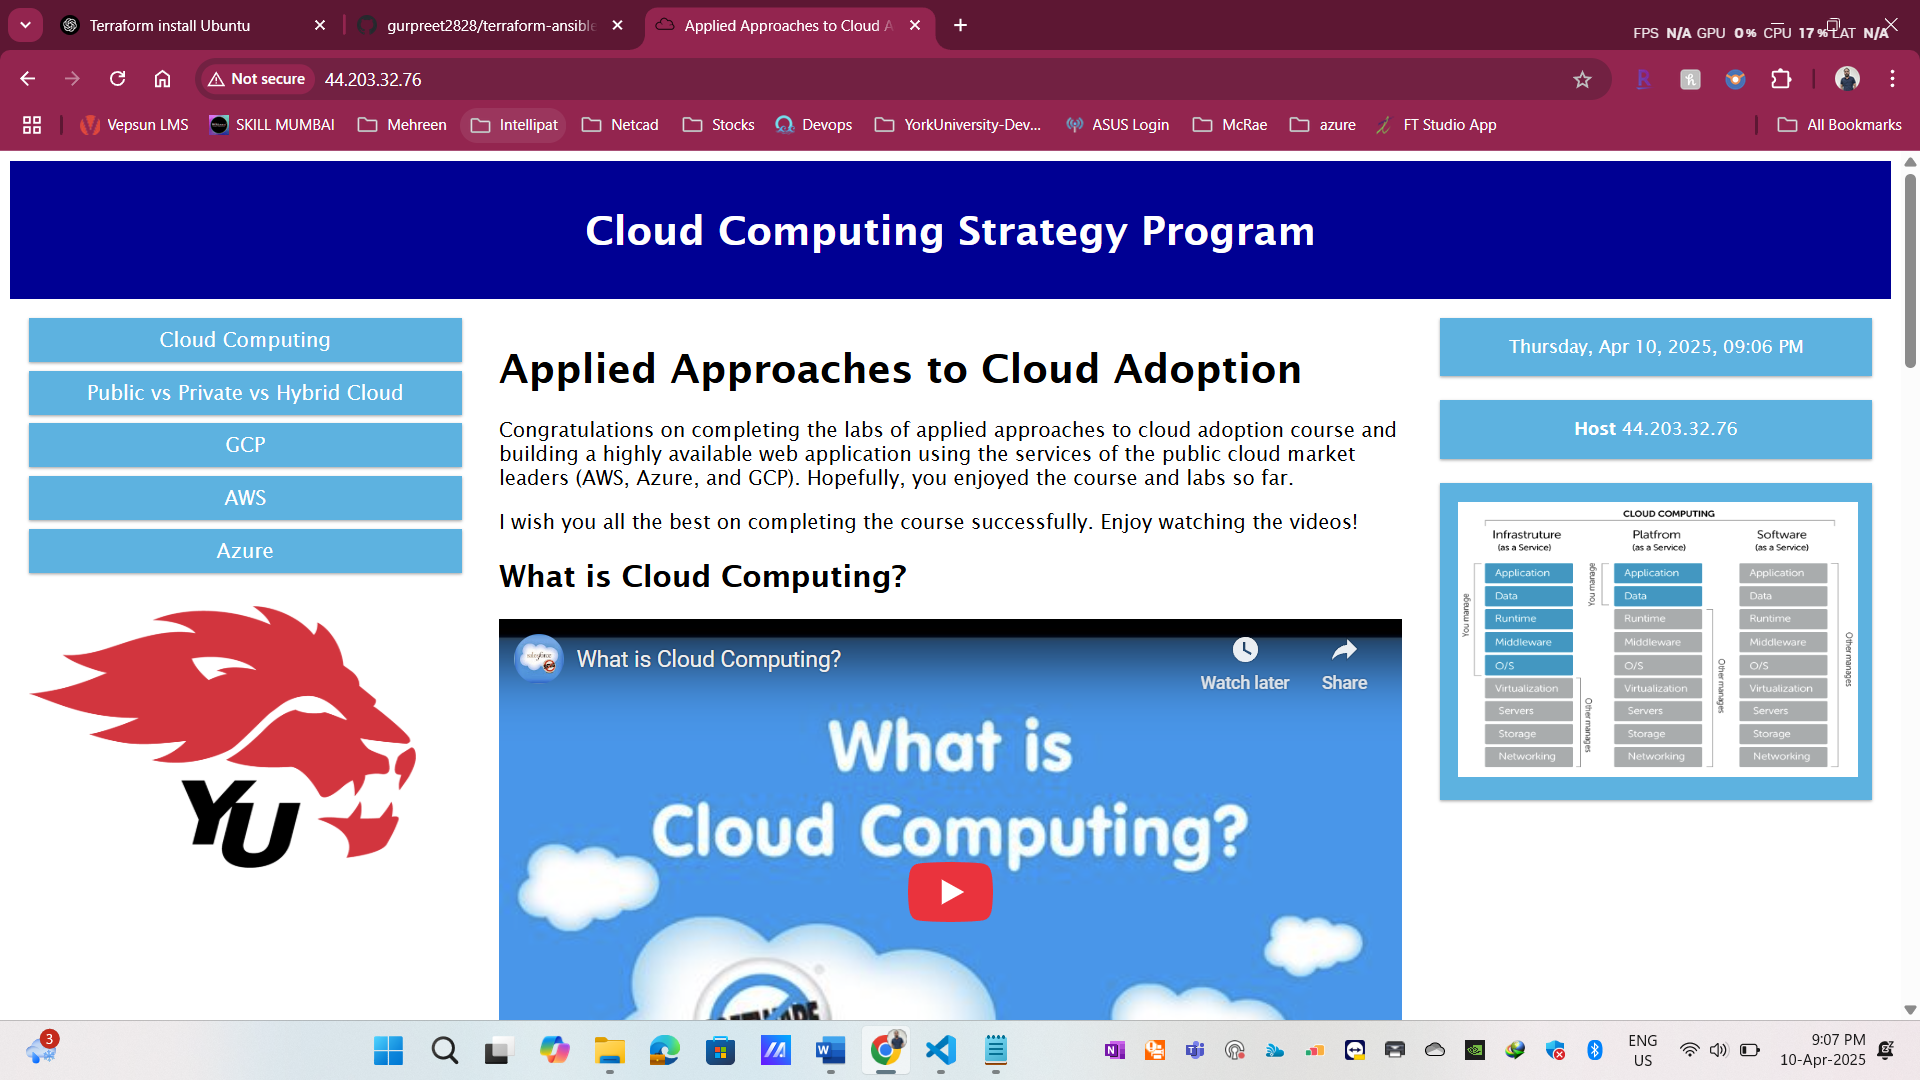 Terraform install Ubuntu
gurpreet2828/terraform-ansible
Applied Approaches to Cloud A
FPS N/A GPU 0% CPU 17% LAT N/A
Not secure
44.203.32.76
Vepsun LMS
SKILL MUMBAI
Mehreen
Intellipat
Netcad
Stocks
Devops
YorkUniversity-Dev...
ASUS Login
McRae
azure
FT Studio App
All Bookmarks
Cloud Computing Strategy Program
Cloud Computing
Public vs Private vs Hybrid Cloud
GCP
AWS
Azure
YU
Applied Approaches to Cloud Adoption
Congratulations on completing the labs of applied approaches to cloud adoption course and
building a highly available web application using the services of the public cloud market
leaders (AWS, Azure, and GCP). Hopefully, you enjoyed the course and labs so far.
I wish you all the best on completing the course successfully. Enjoy watching the videos!
What is Cloud Computing?
What is Cloud Computing?
Watch later
Share
What is
Cloud Computing?
Thursday, Apr 10, 2025, 09:06 PM
Host 44.203.32.76
CLOUD COMPUTING
Infrastruture
(as a Service)
Application
Data
Runtime
Middleware
O/S
Virtualization
Servers
Storage
Networking
You manage
Other manages
Platfrom
(as a Service)
Application
Data
Runtime
Middleware
O/S
Virtualization
Servers
Storage
Networking
You manage
Other manages
Software
(as a Service)
Application
Data
Runtime
Middleware
O/S
Virtualization
Servers
Storage
Networking
Other manages
3
ENG
US
9:07 PM
10-Apr-2025